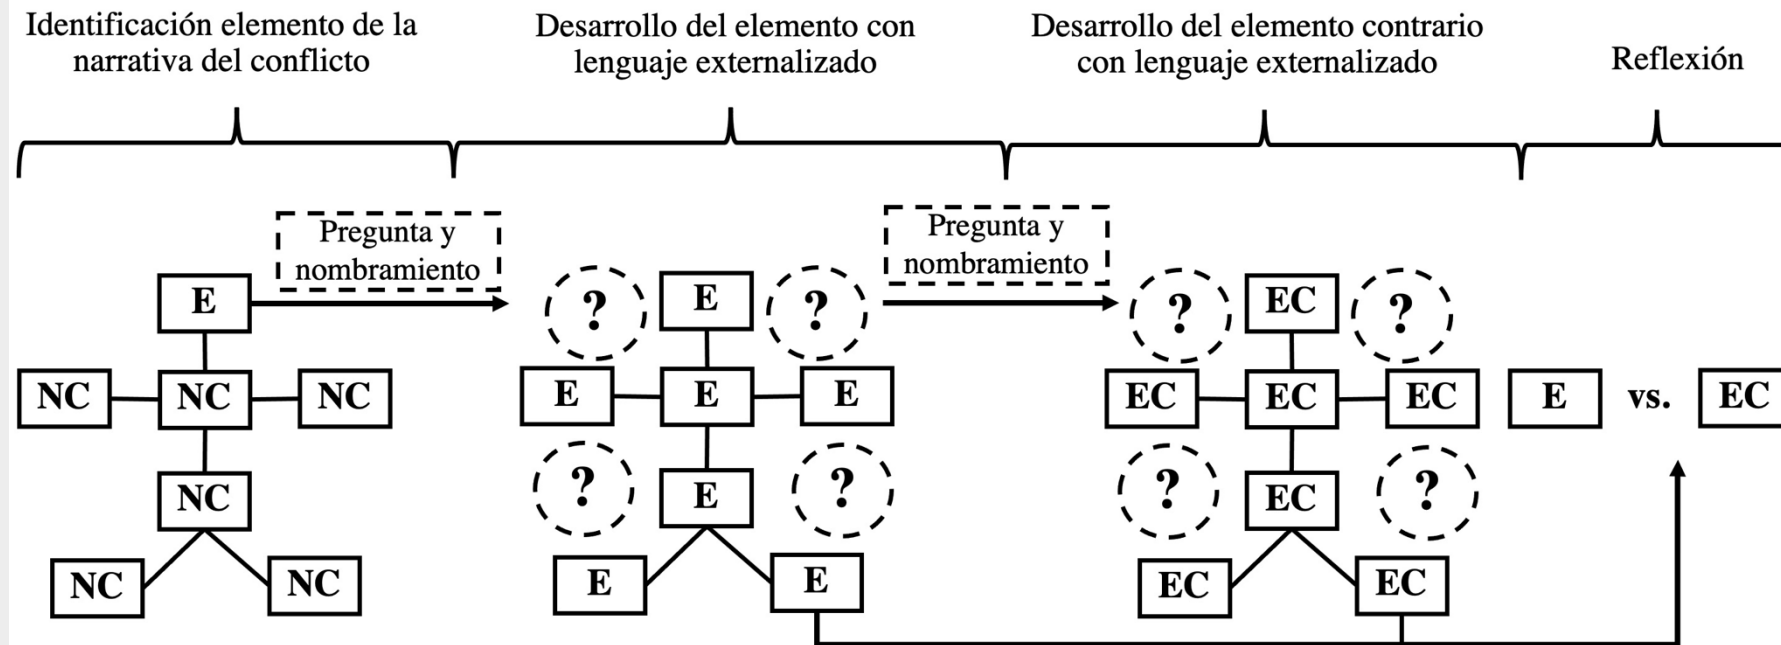 Identificación elemento de la
narrativa del conflicto
Desarrollo del elemento con
lenguaje externalizado
Desarrollo del elemento contrario
con lenguaje externalizado
Reflexión
Pregunta y
nombramiento
Pregunta y
nombramiento
E
NC NC NC
NC
NC NC
? E ?
E E E
? E ?
E E
? EC ?
EC EC EC
? EC ?
EC EC
E vs. EC